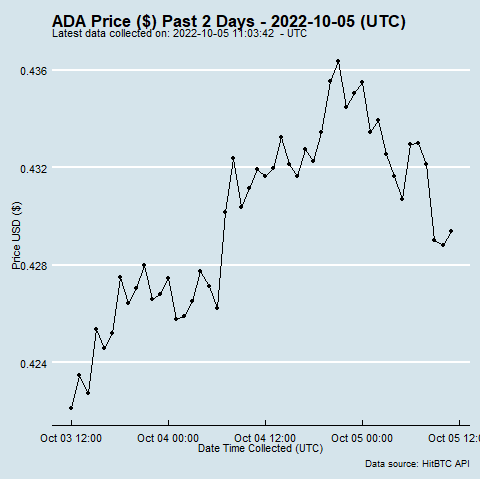 ADA Price ($) Past 2 Days - 2022-10-05 (UTC)
Latest data collected on: 2022-10-05 11:03:42  - UTC
0.436
0.432
0.428
0.424
Price USD ($)
Oct 03 12:00
Oct 04 00:00
Oct 04 12:00
Oct 05 00:00
Oct 05 12:00
Date Time Collected (UTC)
Data source: HitBTC API